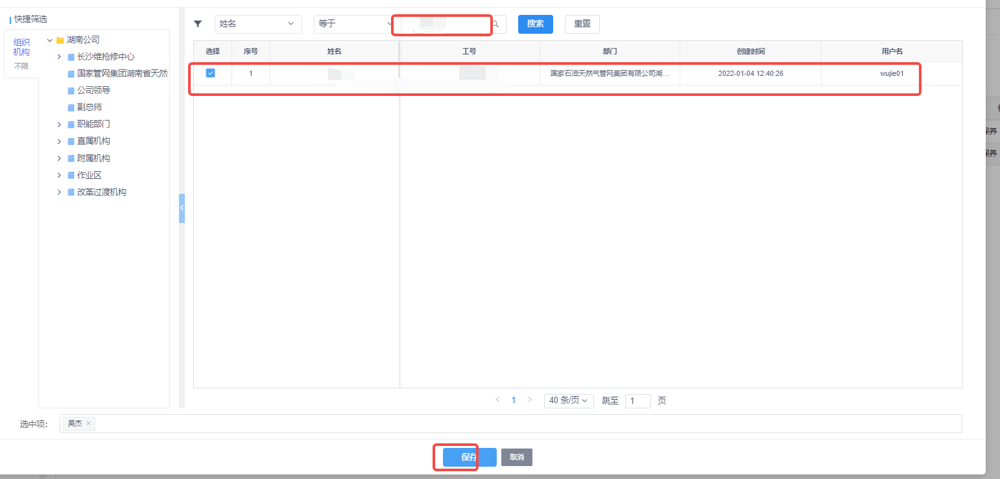 快捷筛选
组织
机构
不限
湖南公司
长沙维抢修中心
国家管网集团湖南省天然
公司领导
副总师
职能部门
直属机构
附属机构
作业区
改革过渡机构
姓名 等于 搜索 重置
选择 序号 姓名 工号 部门 创建时间 用户名
1 国家石油天然气管网集团有限公司湖... 2022-01-04 12:40:26 wujie01
保养
保养
1 40 条/页 跳至 1 页
选中项: 吴杰
保存 取消